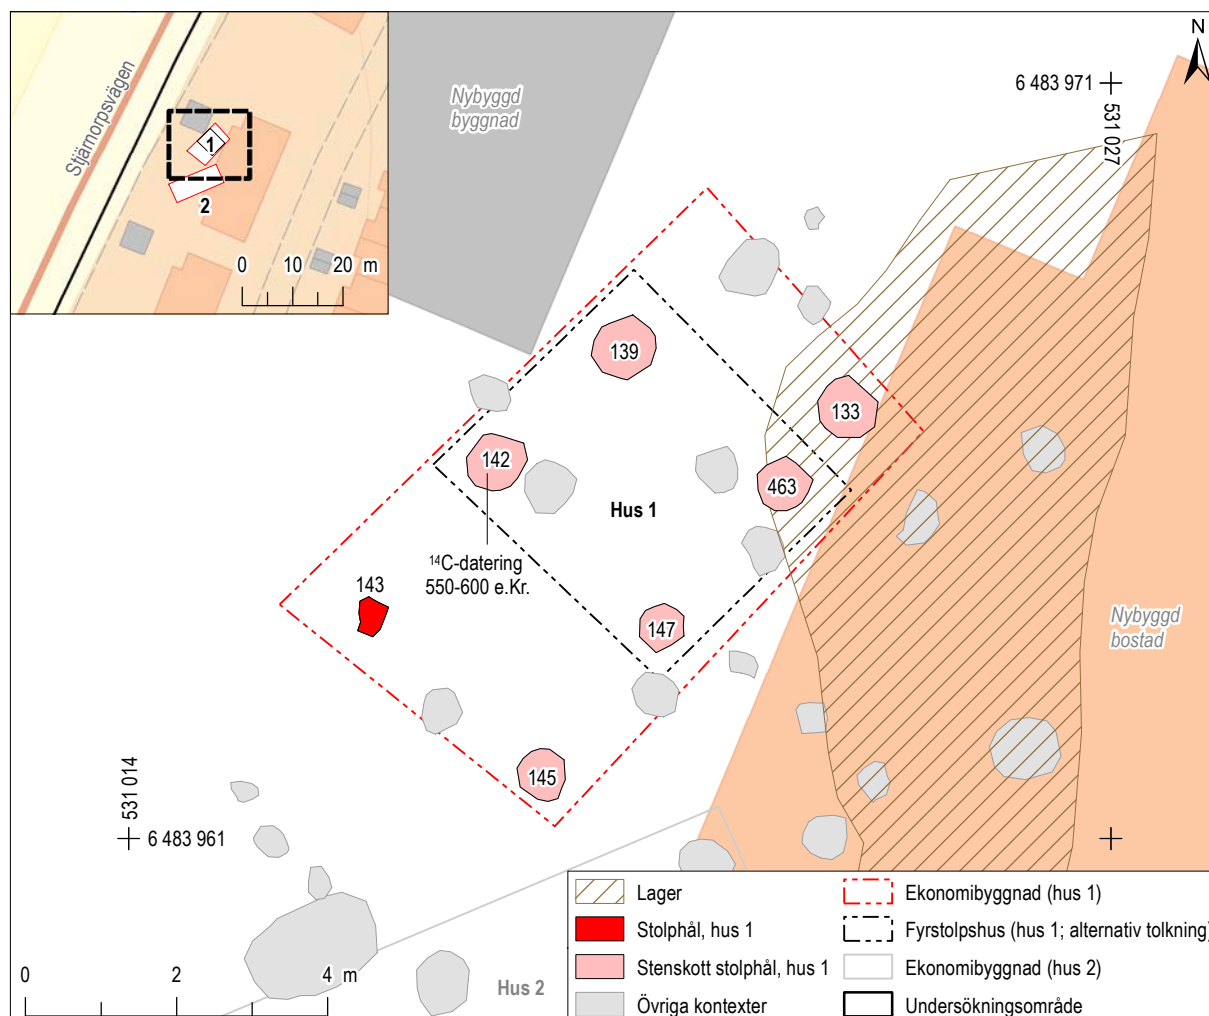 Stjärnorpsvägen
1
2
0 10 20 m
Nybyggd
byggnad
N
6 483 971
531 027
139
133
142
463
Hus 1
14C-datering
550-600 e.Kr.
143
147
Nybyggd
bostad
145
531 014
6 483 961
Hus 2
0 2 4 m
Lager
Stolphål, hus 1
Stenskott stolphål, hus 1
Övriga kontexter
Ekonomibyggnad (hus 1)
Fyrstolpshus (hus 1; alternativ tolkning)
Ekonomibyggnad (hus 2)
Undersökningsområde